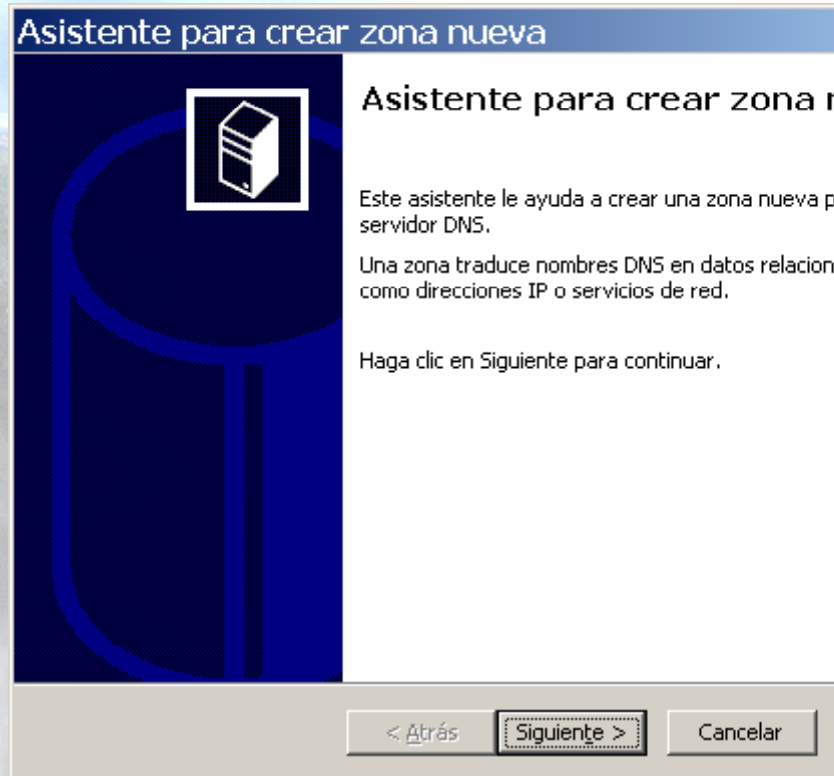 Asistente para crear zona nueva
Asistente para crear zona
Este asistente le ayuda a crear una zona nueva
servidor DNS.
Una zona traduce nombres DNS en datos
como direcciones IP o servicios de red.
Haga clic en Siguiente para continuar.
< Atrás
Siguiente >
Cancelar